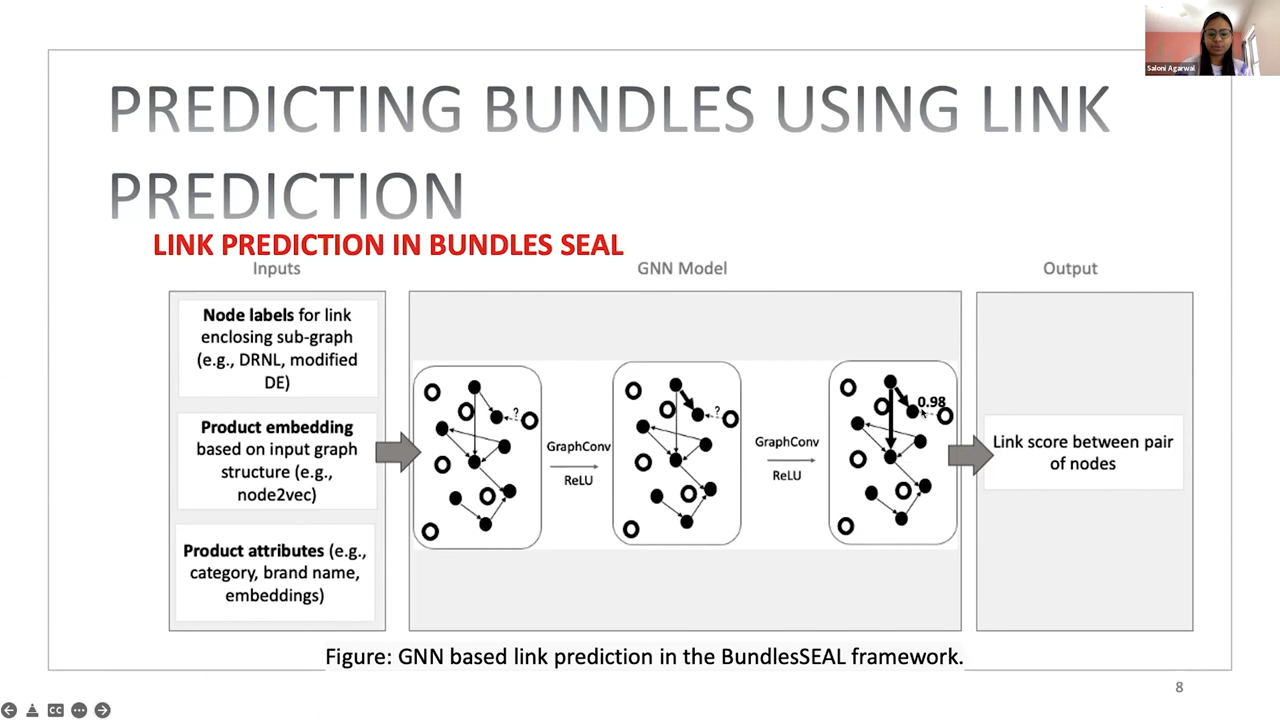 Saloni Agarwal
PREDICTING BUNDLES USING LINK
PREDICTION
LINK PREDICTION IN BUNDLES SEAL
Inputs
Node labels for link
enclosing sub-graph
(e.g., DRNL, modified
DE)
Product embedding
based on input graph
structure (e.g.,
node2vec)
Product attributes (e.g.,
category, brand name,
embeddings)
GNN Model
?
GraphConv
ReLU
?
GraphConv
ReLU
0.98
Output
Link score between pair
of nodes
Figure: GNN based link prediction in the BundlesSEAL framework.
8
CC